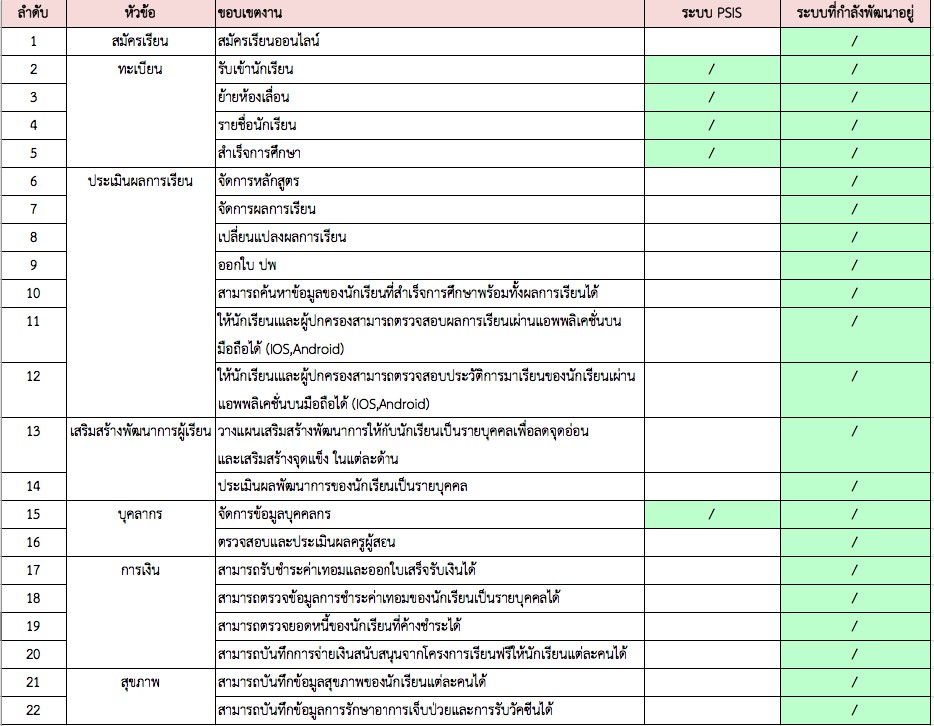 ลำดับ หัวข้อ ขอบเขตงาน ระบบ PSIS ระบบที่กำลังพัฒนาอยู่
1 สมัครเรียน สมัครเรียนออนไลน์ /
2 ทะเบียน รับเข้านักเรียน / /
3 ย้ายห้องเลื่อน / /
4 รายชื่อนักเรียน / /
5 สำเร็จการศึกษา / /
6 ประเมินผลการเรียน จัดการหลักสูตร /
7 จัดการผลการเรียน /
8 เปลี่ยนแปลงผลการเรียน /
9 ออกใบ ปพ /
10 สามารถค้นหาข้อมูลของนักเรียนที่สำเร็จการศึกษาพร้อมทั้งผลการเรียนได้ /
11 ให้นักเรียนและผู้ปกครองสามารถตรวจสอบผลการเรียนผ่านแอพพลิเคชั่นบน /
มือถือได้ (IOS,Android)
12 ให้นักเรียนและผู้ปกครองสามารถตรวจสอบประวัติการมาเรียนของนักเรียนผ่าน /
แอพพลิเคชั่นบนมือถือได้ (IOS,Android)
13 เสริมสร้างพัฒนาการผู้เรียน วางแผนเสริมสร้างพัฒนาการให้กับนักเรียนเป็นรายบุคคลเพื่อลดจุดอ่อน /
และเสริมสร้างจุดแข็ง ในแต่ละด้าน
14 ประเมินผลพัฒนาการของนักเรียนเป็นรายบุคคล /
15 บุคลากร จัดการข้อมูลบุคคลกร / /
16 ตรวจสอบและประเมินผลครูผู้สอน /
17 การเงิน สามารถรับชำระค่าเทอมและออกใบเสร็จรับเงินได้ /
18 สามารถตรวจข้อมูลการชำระค่าเทอมของนักเรียนเป็นรายบุคคลได้ /
19 สามารถตรวจยอดหนี้ของนักเรียนที่ค้างชำระได้ /
20 สามารถบันทึกการจ่ายเงินสนับสนุนจากโครงการเรียนฟรีให้นักเรียนแต่ละคนได้ /
21 สุขภาพ สามารถบันทึกข้อมูลสุขภาพของนักเรียนแต่ละคนได้ /
22 สามารถบันทึกข้อมูลการรักษาอาการเจ็บป่วยและการรับวัคซีนได้ /